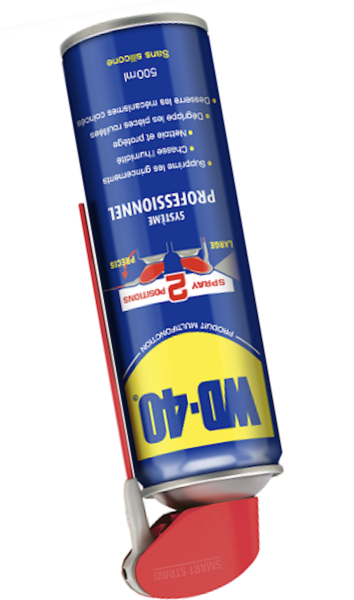 SMART STRAW
WD-40®
PRODUIT MULTIFONCTION
SPRAY 2 POSITIONS
LARGE
PRÉCIS
SYSTÈME
PROFESSIONNEL
• Supprime les grincements
• Chasse l'humidité
• Nettoie et protège
• Dégrippe les pièces rouillées
• Desserre les mécanismes coincés
500ml
Sans silicone